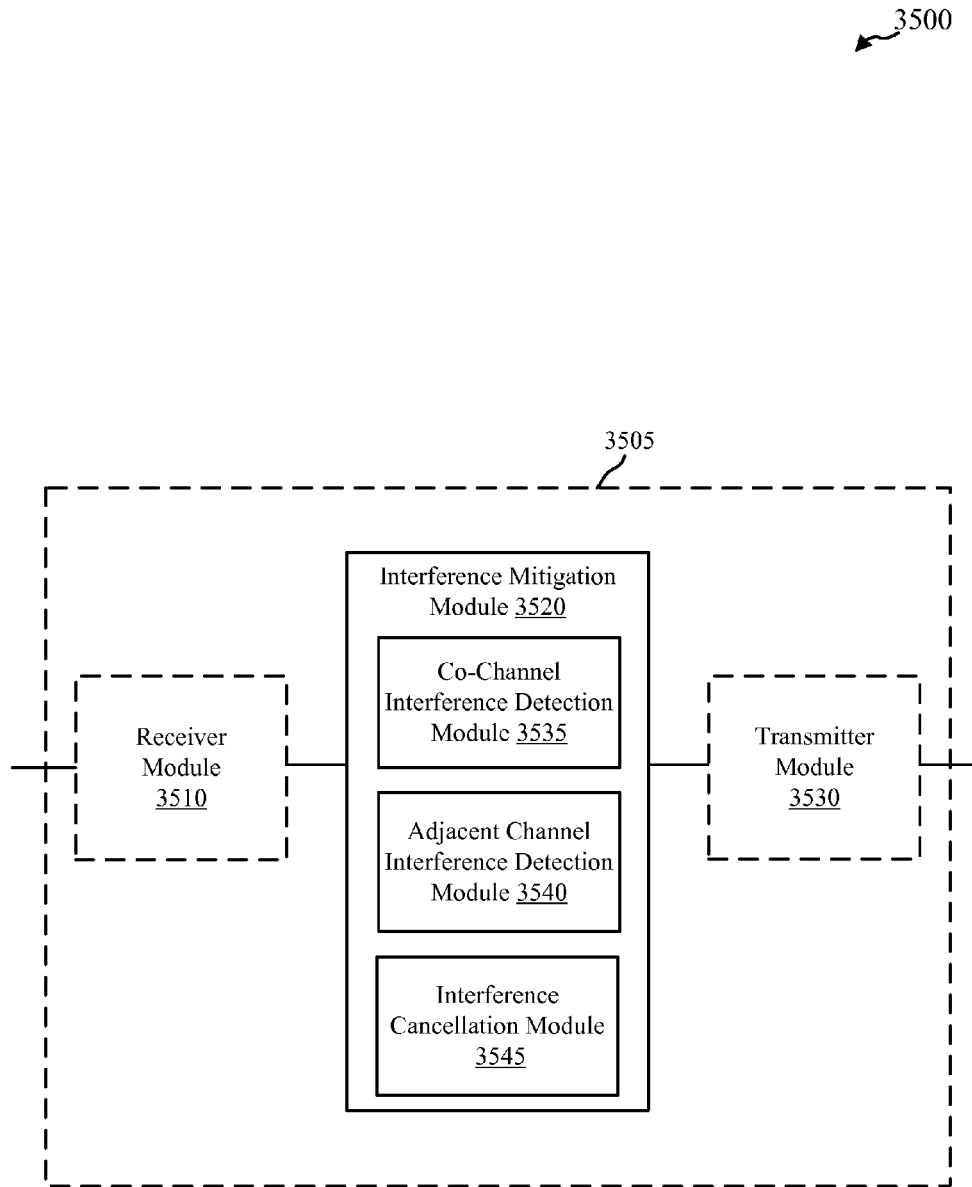 3500
3505
Interference Mitigation
Module 3520
Co-Channel
Interference Detection
Module 3535
Receiver
Module
3510
Transmitter
Module
3530
Adjacent Channel
Interference Detection
Module 3540
Interference
Cancellation Module
3545